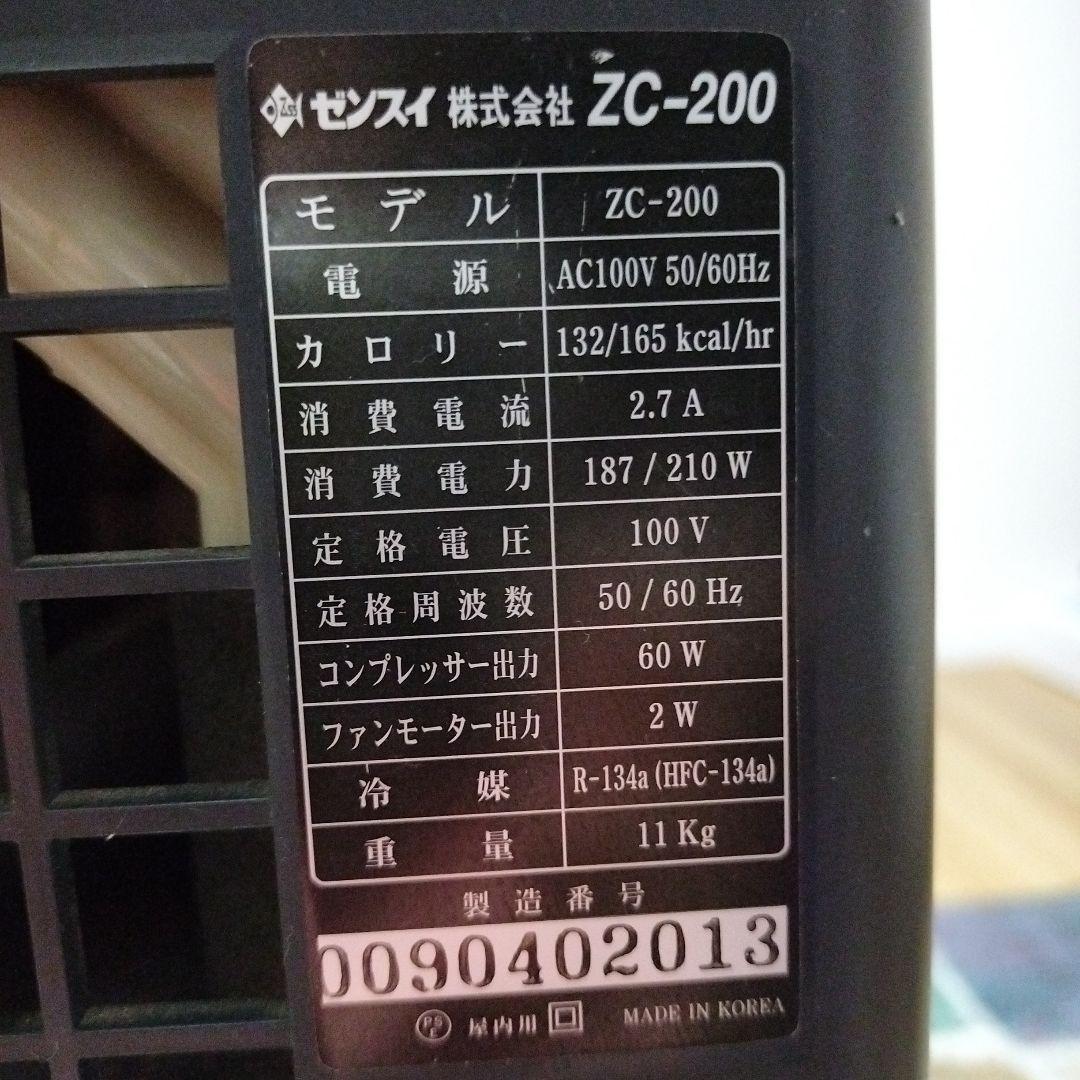 ZSS ゼンスイ 株式会社 ZC-200
モデル ZC-200
電源 AC100V 50/60Hz
カロリー 132/165 kcal/hr
消費電流 2.7 A
消費電力 187 / 210 W
定格電圧 100 V
定格周波数 50 / 60 Hz
コンプレッサー出力 60 W
ファンモーター出力 2 W
冷媒 R-134a (HFC-134a)
重量 11 Kg
製造番号
0090402013
PS E 屋内用 MADE IN KOREA